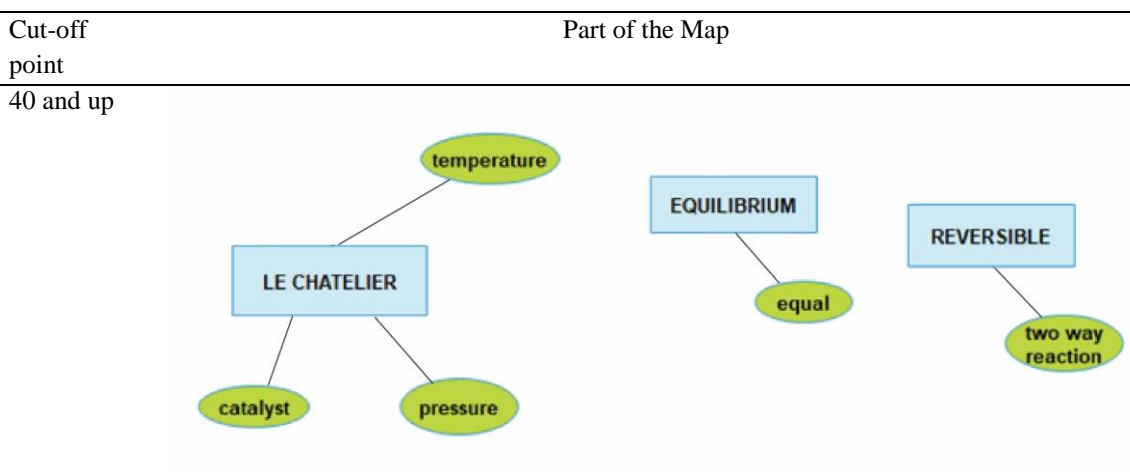 Cut-off
point
Part of the Map
40 and up
temperature
EQUILIBRIUM
REVERSIBLE
LE CHATELIER
equal
two way
reaction
catalyst
pressure